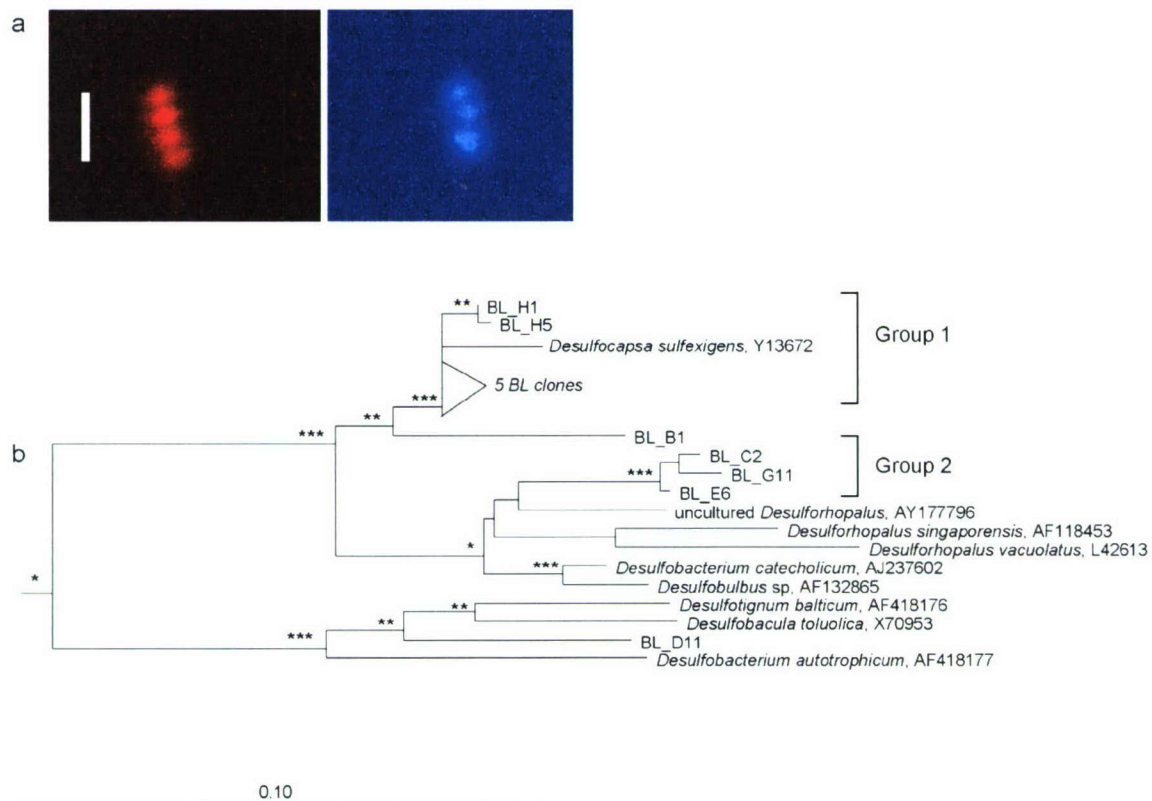 a
**
BL_H1
BL_H5
Desulfocapsa sulfexigens, Y13672
Group 1
5 BL clones
***
**
***
BL_B1
b
BL_C2
***
BL_G11
Group 2
BL_E6
uncultured Desulforhopalus, AY177796
Desulforhopalus singaporensis, AF118453
*
Desulforhopalus vacuolatus, L42613
***
Desulfobacterium catecholicum, AJ237602
*
Desulfobulbus sp, AF132865
**
Desulfotignum balticum, AF418176
**
Desulfobacula toluolica, X70953
***
BL_D11
Desulfobacterium autotrophicum, AF418177
0.10